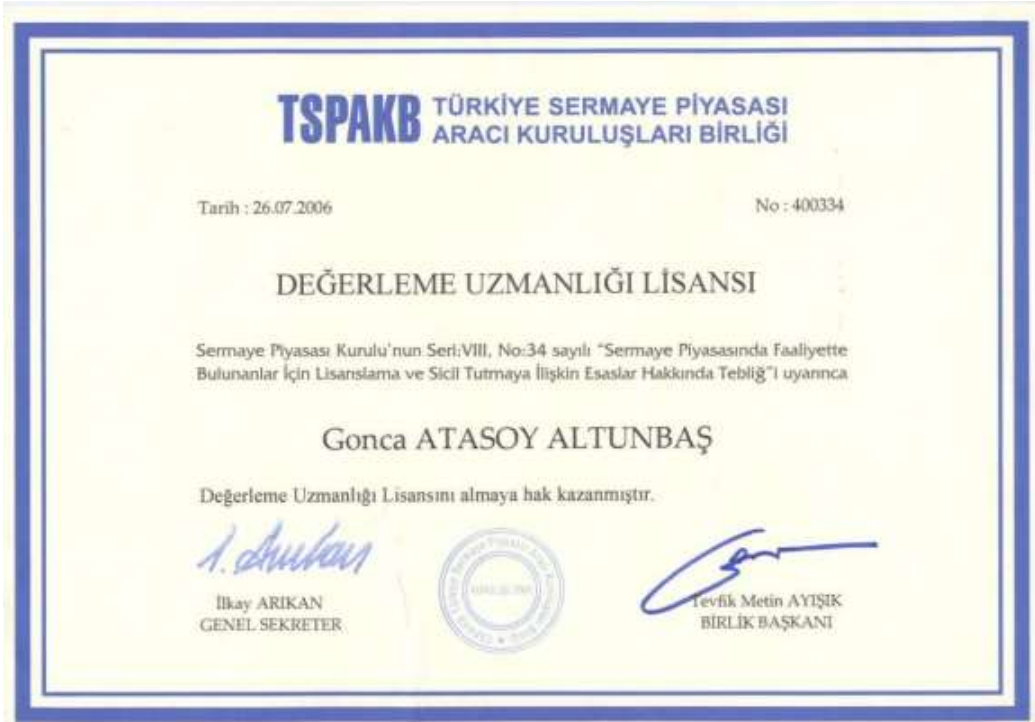 TSPAKB TÜRKİYE SERMAYE PİYASASI
ARACI KURULUŞLARI BİRLİĞİ
Tarih : 26.07.2006 No : 400334
DEĞERLEME UZMANLIĞI LİSANSI
Sermaye Piyasası Kurulu'nun Seri:VIII, No:34 sayılı "Sermaye Piyasasında Faaliyette
Bulunanlar İçin Lisanslama ve Sicil Tutmaya İlişkin Esaslar Hakkında Tebliğ"i uyarınca
Gonca ATASOY ALTUNBAŞ
Değerleme Uzmanlığı Lisansını almaya hak kazanmıştır.
İlkay ARIKAN Tevfik Metin AYIŞIK
GENEL SEKRETER BİRLİK BAŞKANI